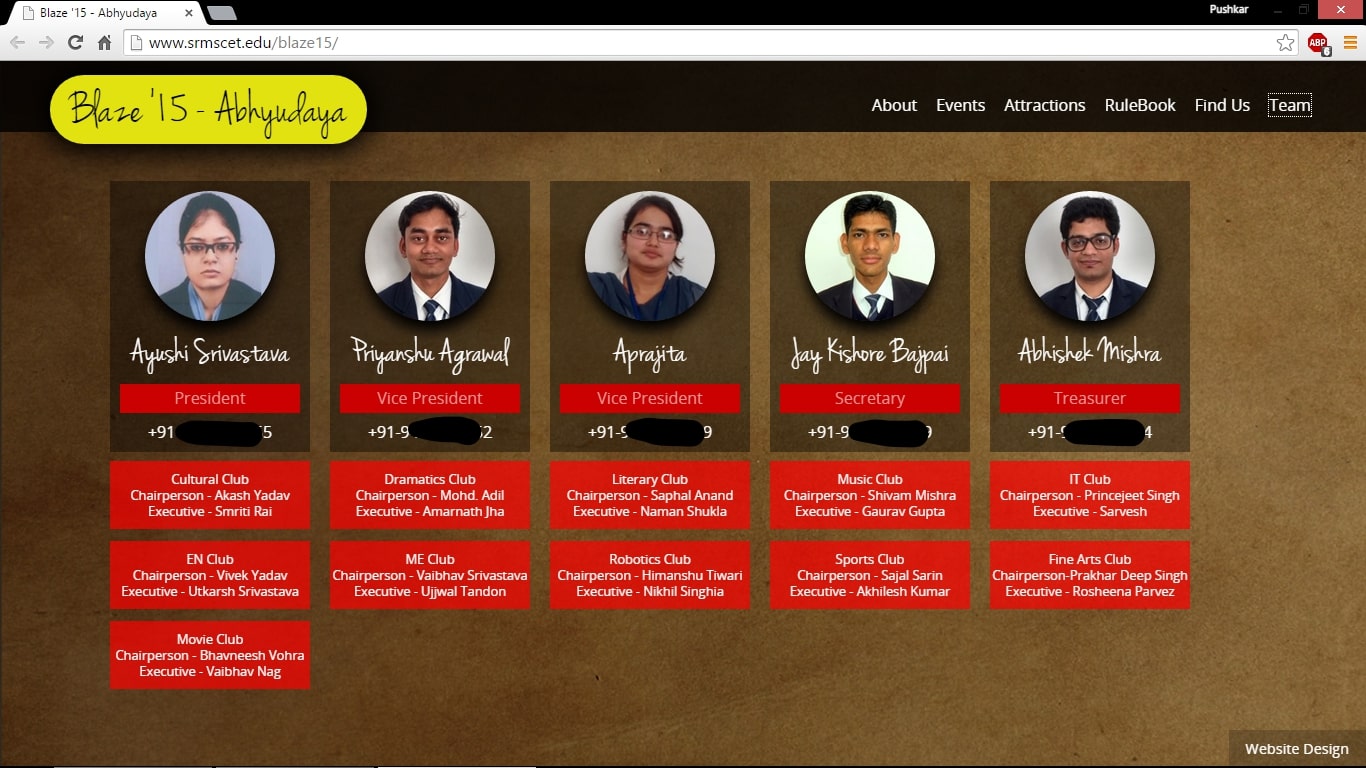 Blaze '15 - Abhyudaya
Pushkar
www.srmscet.edu/blaze15/
ABP
6
Blaze '15 - Abhyudaya
About Events Attractions RuleBook Find Us Team
Ayushi Srivastava
President
+91
5
Priyanshu Agrawal
Vice President
+91-9
52
Aprajita
Vice President
+91-9
9
Jay Kishore Bajpai
Secretary
+91-9
9
Abhishek Mishra
Treasurer
+91-9
4
Cultural Club
Chairperson - Akash Yadav
Executive - Smriti Rai
Dramatics Club
Chairperson - Mohd. Adil
Executive - Amarnath Jha
Literary Club
Chairperson - Saphal Anand
Executive - Naman Shukla
Music Club
Chairperson - Shivam Mishra
Executive - Gaurav Gupta
IT Club
Chairperson - Princejeet Singh
Executive - Sarvesh
EN Club
Chairperson - Vivek Yadav
Executive - Utkarsh Srivastava
ME Club
Chairperson - Vaibhav Srivastava
Executive - Ujjwal Tandon
Robotics Club
Chairperson - Himanshu Tiwari
Executive - Nikhil Singhia
Sports Club
Chairperson - Sajal Sarin
Executive - Akhilesh Kumar
Fine Arts Club
Chairperson-Prakhar Deep Singh
Executive - Rosheena Parvez
Movie Club
Chairperson - Bhavneesh Vohra
Executive - Vaibhav Nag
Website Design